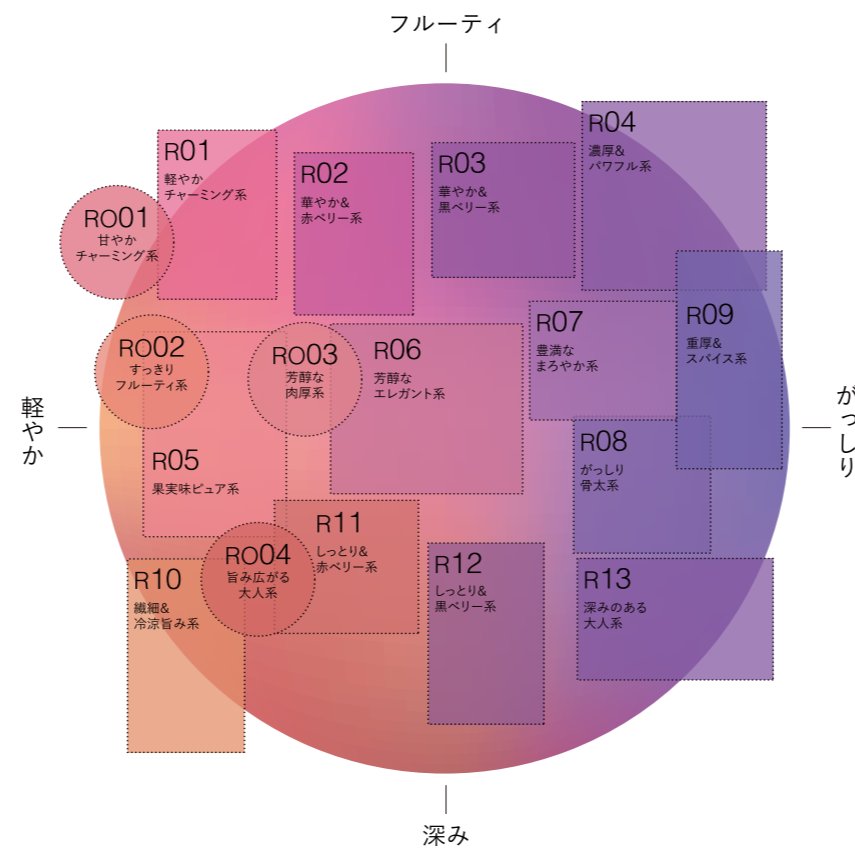 フルーティ
R04
濃厚&
パワフル系
R01
軽やか
チャーミング系
R02
華やか&
赤ベリー系
R03
華やか&
黒ベリー系
RO01
甘やか
チャーミング系
R07
豊満な
まろやか系
R09
重厚&
スパイス系
RO02
すっきり
フルーティ系
RO03
芳醇な
肉厚系
R06
芳醇な
エレガント系
軽やか
がっしり
R05
果実味ピュア系
R08
がっしり
骨太系
R11
しっとり&
赤ベリー系
RO04
旨み広がる
大人系
R10
繊細&
冷涼旨み系
R12
しっとり&
黒ベリー系
R13
深みのある
大人系
深み